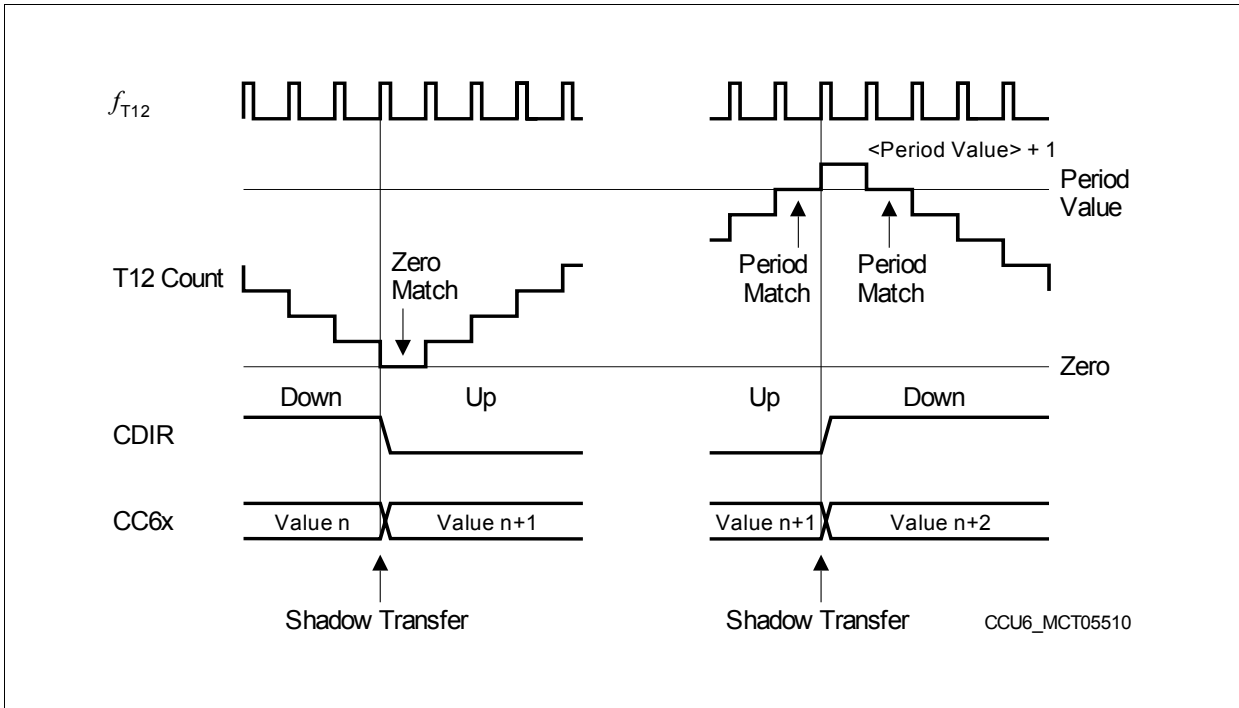 fT12
<Period Value> + 1
Period
Value
T12 Count
Zero
Match
Period
Match
Period
Match
Zero
Down
Up
Up
Down
CDIR
CC6x
Value n
Value n+1
Value n+1
Value n+2
Shadow Transfer
Shadow Transfer
CCU6_MCT05510